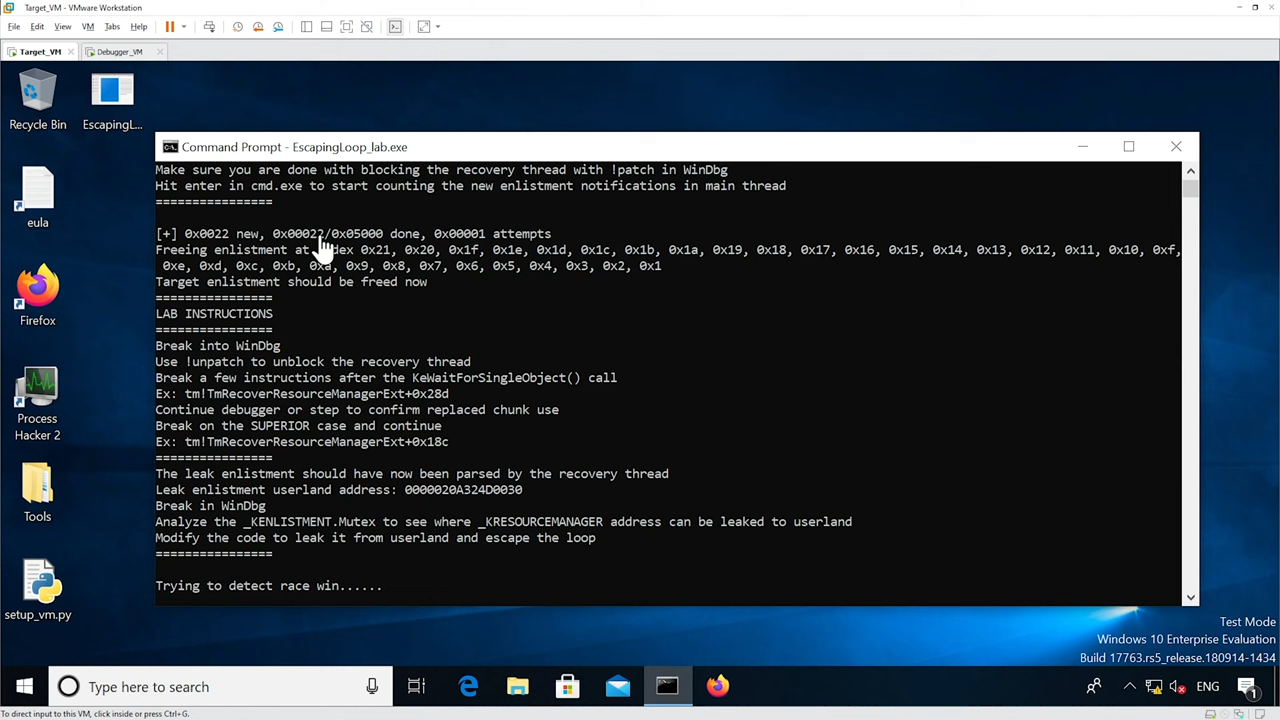 Target_VM - VMware Workstation
File Edit View VM Tabs Help
Target_VM Debugger_VM
Recycle Bin
EscapingL...
eula
Firefox
Process
Hacker 2
Tools
setup_vm.py
Command Prompt - EscapingLoop_lab.exe
Make sure you are done with blocking the recovery thread with !patch in WinDbg
Hit enter in cmd.exe to start counting the new enlistment notifications in main thread
================
[+] 0x0022 new, 0x00022/0x05000 done, 0x00001 attempts
Freeing enlistment at index 0x21, 0x20, 0x1f, 0x1e, 0x1d, 0x1c, 0x1b, 0x1a, 0x19, 0x18, 0x17, 0x16, 0x15, 0x14, 0x13, 0x12, 0x11, 0x10, 0xf,
0xe, 0xd, 0xc, 0xb, 0xa, 0x9, 0x8, 0x7, 0x6, 0x5, 0x4, 0x3, 0x2, 0x1
Target enlistment should be freed now
================
LAB INSTRUCTIONS
================
Break into WinDbg
Use !unpatch to unblock the recovery thread
Break a few instructions after the KeWaitForSingleObject() call
Ex: tm!TmRecoverResourceManagerExt+0x28d
Continue debugger or step to confirm replaced chunk use
Break on the SUPERIOR case and continue
Ex: tm!TmRecoverResourceManagerExt+0x18c
================
The leak enlistment should have now been parsed by the recovery thread
Leak enlistment userland address: 0000020A324D0030
Break in WinDbg
Analyze the _KENLISTMENT.Mutex to see where _KRESOURCEMANAGER address can be leaked to userland
Modify the code to leak it from userland and escape the loop
================
Trying to detect race win......
Test Mode
Windows 10 Enterprise Evaluation
Build 17763.rs5_release.180914-1434
Type here to search
ENG
1
To direct input to this VM, click inside or press Ctrl+G.